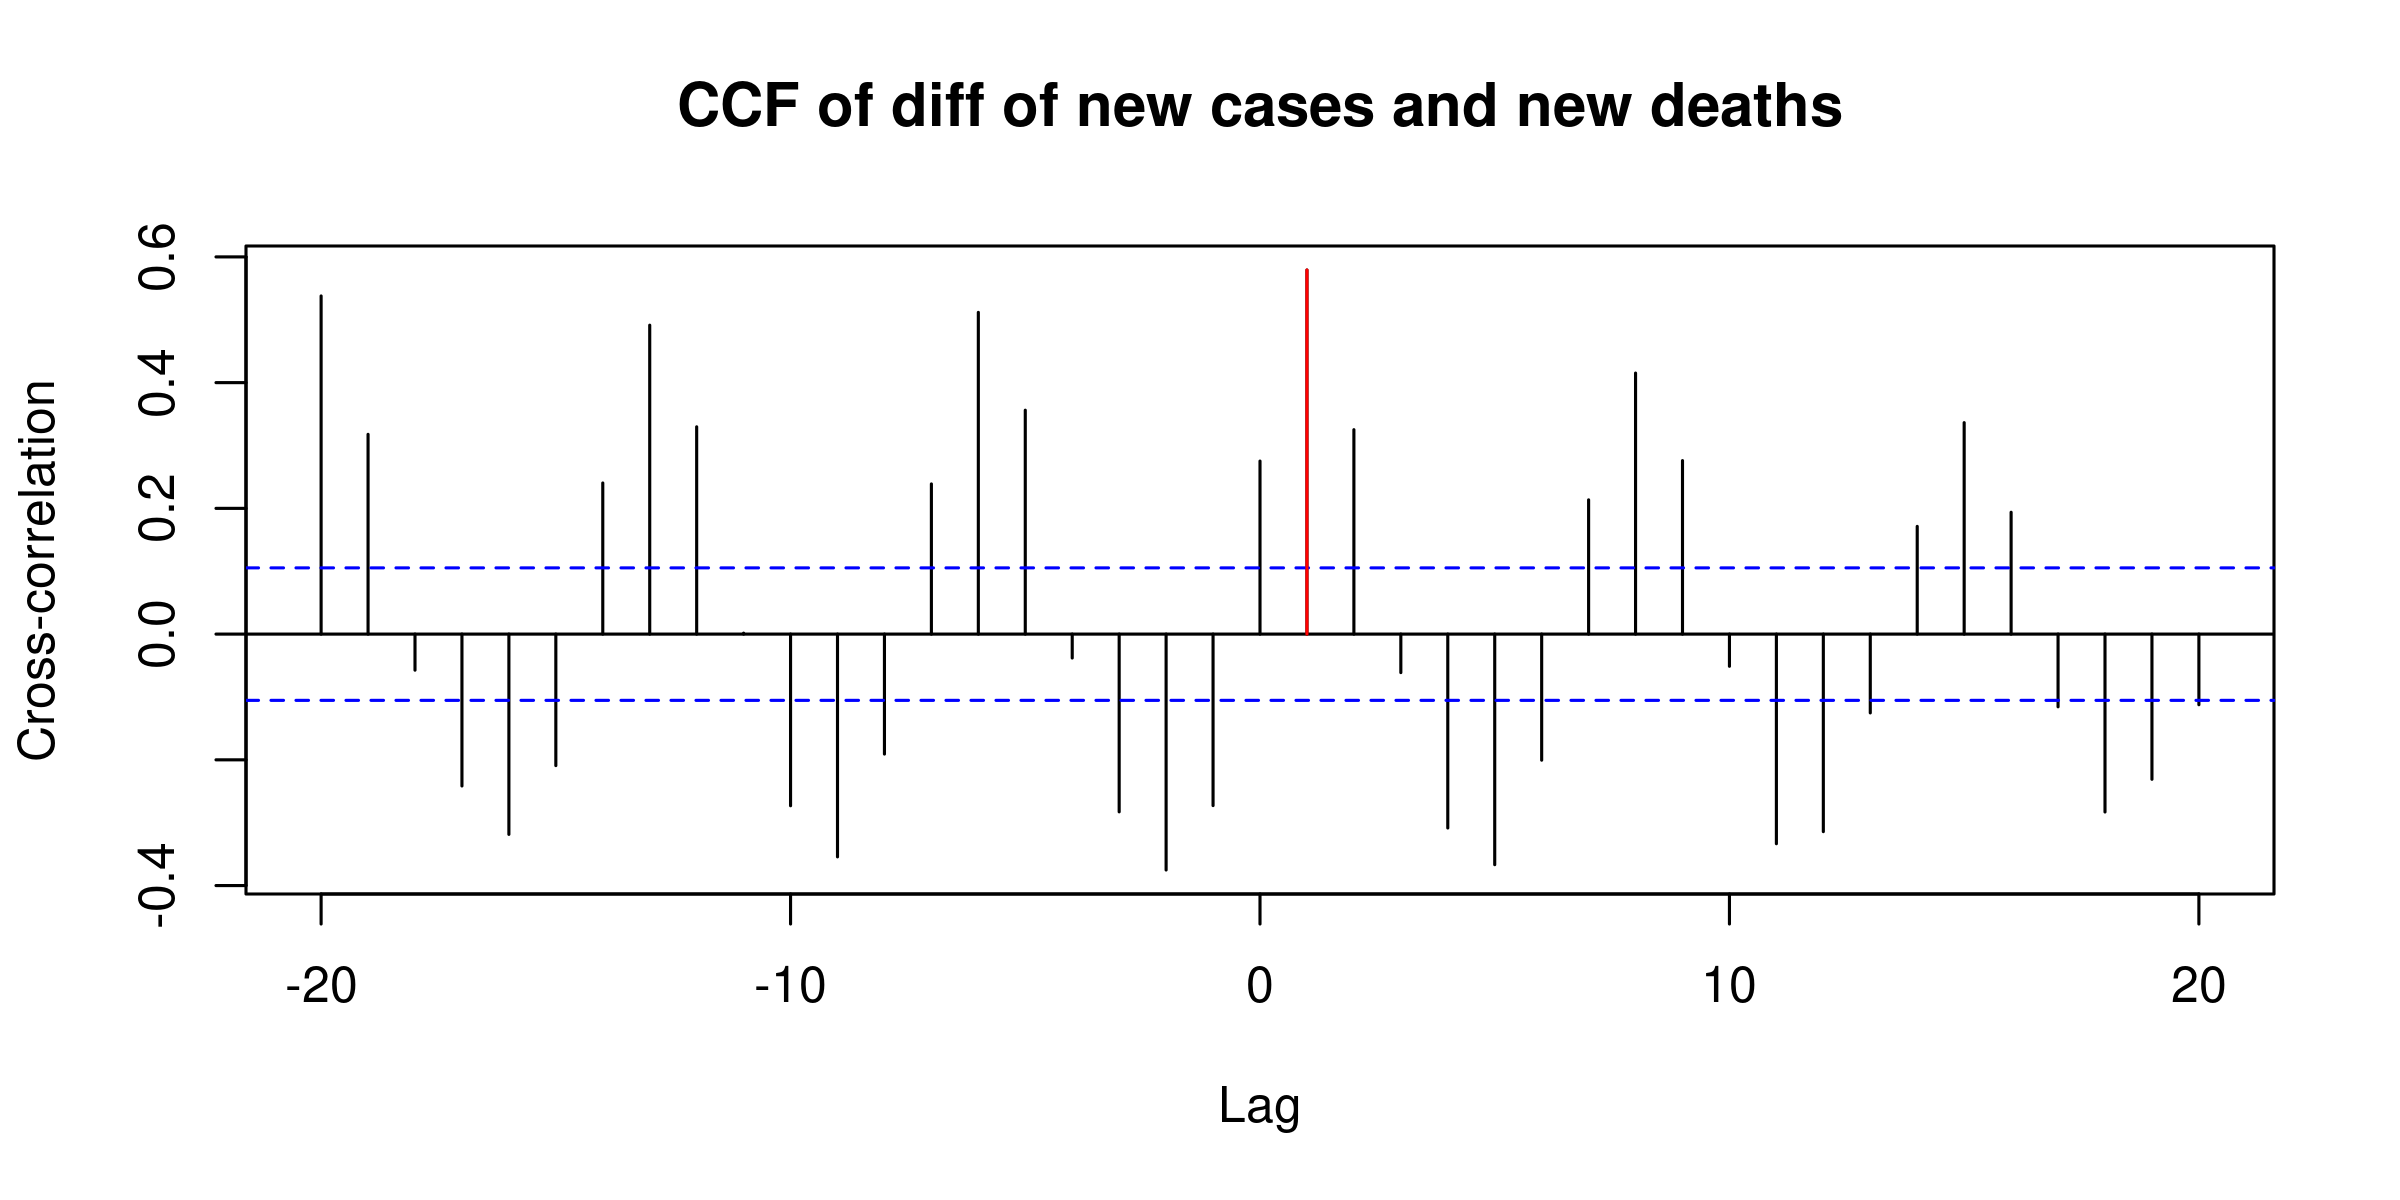 CCF of diff of new cases and new deaths
Cross-correlation
0.6
0.4
0.2
0.0
-0.4
-20 -10 0 10 20
Lag